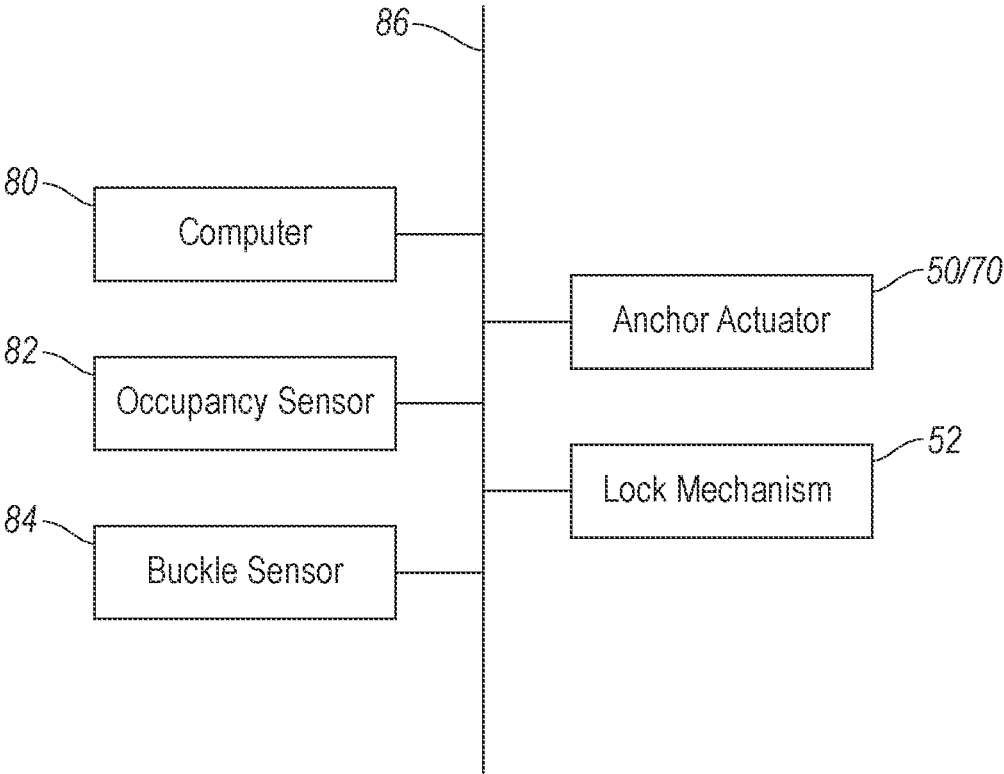 86
80
Computer
50/70
Anchor Actuator
82
Occupancy Sensor
52
Lock Mechanism
84
Buckle Sensor